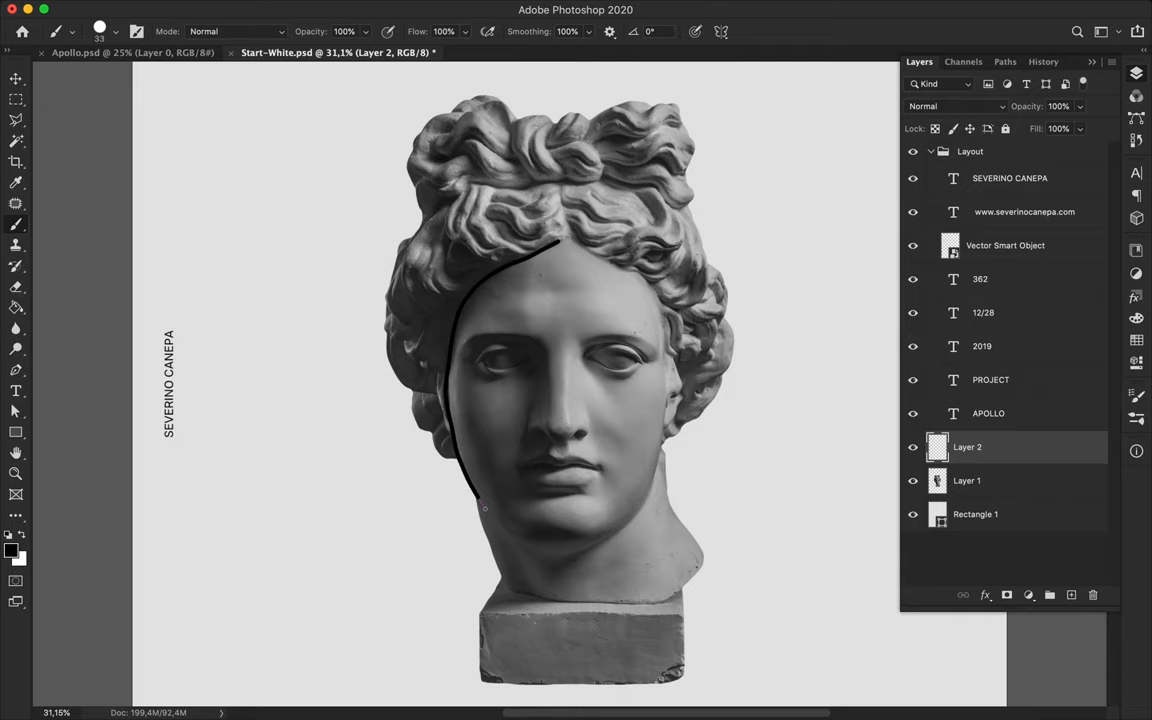 Adobe Photoshop 2020
33
Mode: Normal
Opacity: 100%
Flow: 100%
Smoothing: 100%
0°
Apollo.psd @ 25% (Layer 0, RGB/8#)
Start-White.psd @ 31,1% (Layer 2, RGB/8) *
Layers
Channels
Paths
History
Kind
Normal
Opacity: 100%
Lock:
Fill: 100%
Layout
SEVERINO CANEPA
www.severinocanepa.com
Vector Smart Object
362
12/28
2019
PROJECT
APOLLO
Layer 2
Layer 1
Rectangle 1
SEVERINO CANEPA
31,15%
Doc: 199,4M/92,4M